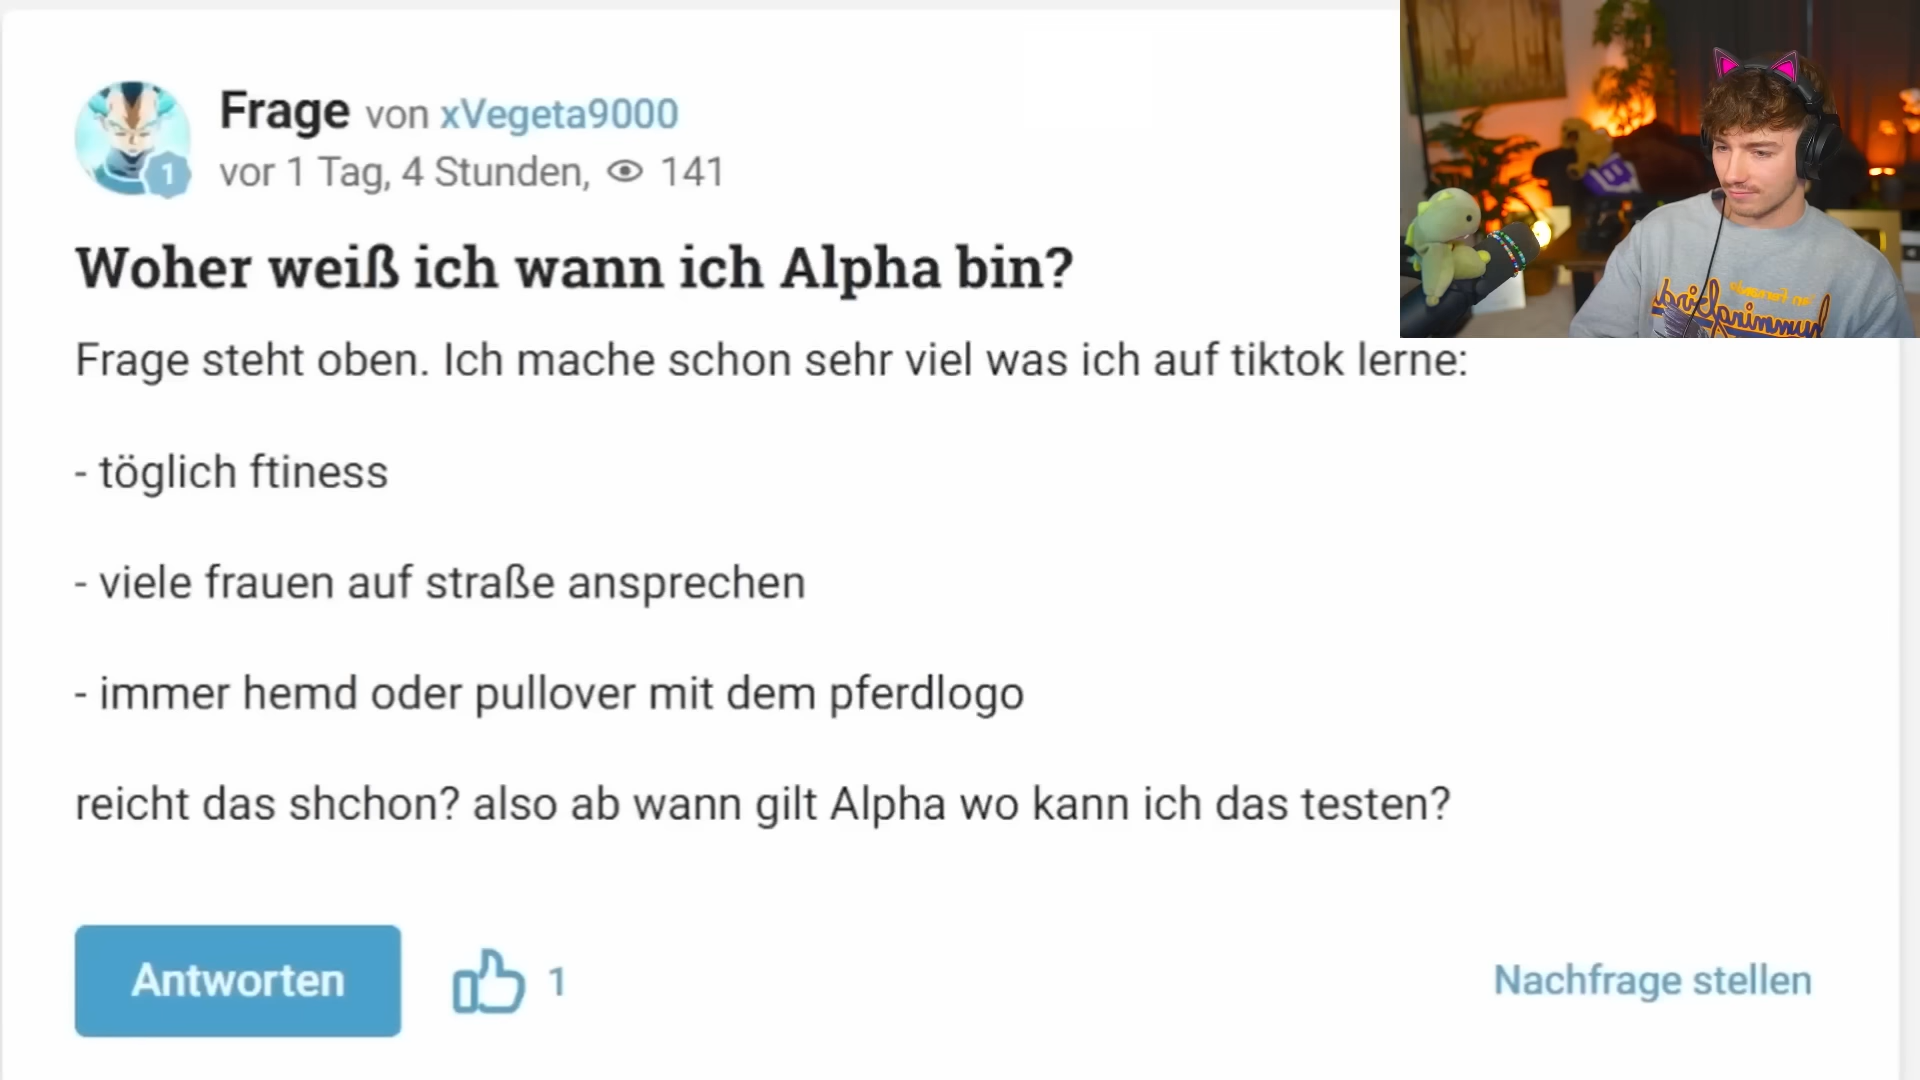 Frage von xVegeta9000
vor 1 Tag, 4 Stunden, 141
1
Woher weiß ich wann ich Alpha bin?
Frage steht oben. Ich mache schon sehr viel was ich auf tiktok lerne:
- töglich ftiness
- viele frauen auf straße ansprechen
- immer hemd oder pullover mit dem pferdlogo
reicht das shchon? also ab wann gilt Alpha wo kann ich das testen?
Antworten
1
Nachfrage stellen